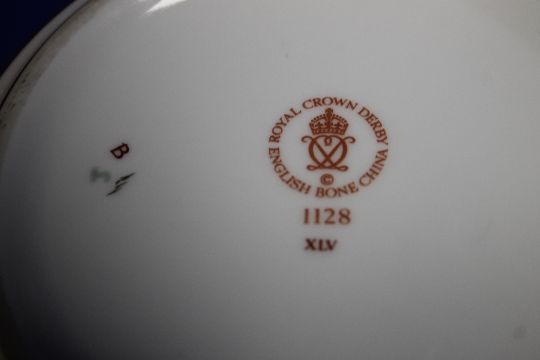 ROYAL CROWN DERBY
ENGLISH BONE CHINA
©
1128
XLV
B